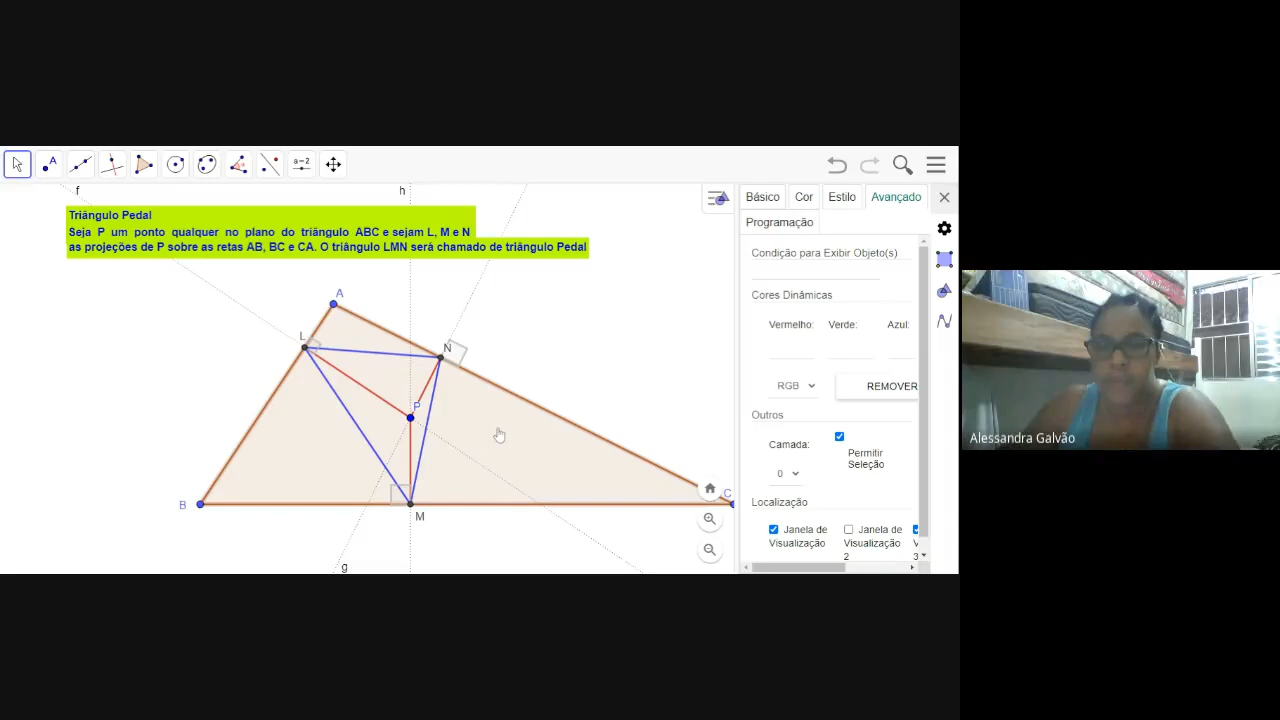 a=2
f
h
Triângulo Pedal
Seja P um ponto qualquer no plano do triângulo ABC e sejam L, M e N
as projeções de P sobre as retas AB, BC e CA. O triângulo LMN será chamado de triângulo Pedal
A
L
N
P
B
M
C
g
Básico
Cor
Estilo
Avançado
Programação
Condição para Exibir Objeto(s)
Cores Dinâmicas
Vermelho: Verde: Azul:
RGB
REMOVER
Outros
Camada:
Permitir
Seleção
0
Localização
Janela de
Visualização
Janela de
Visualização
2
V
3
Alessandra Galvão